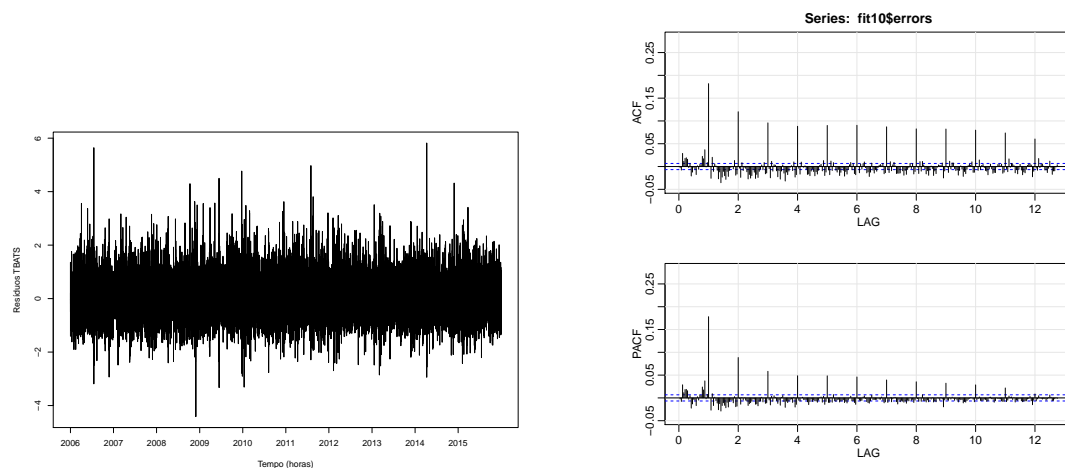 Resíduos TBATS
6
4
2
0
−2
−4
2006 2007 2008 2009 2010 2011 2012 2013 2014 2015
Tempo (horas)
Series: fit10$errors
ACF
0.25
0.15
0.05
−0.05
0 2 4 6 8 10 12
LAG
PACF
0.25
0.15
0.05
−0.05
0 2 4 6 8 10 12
LAG